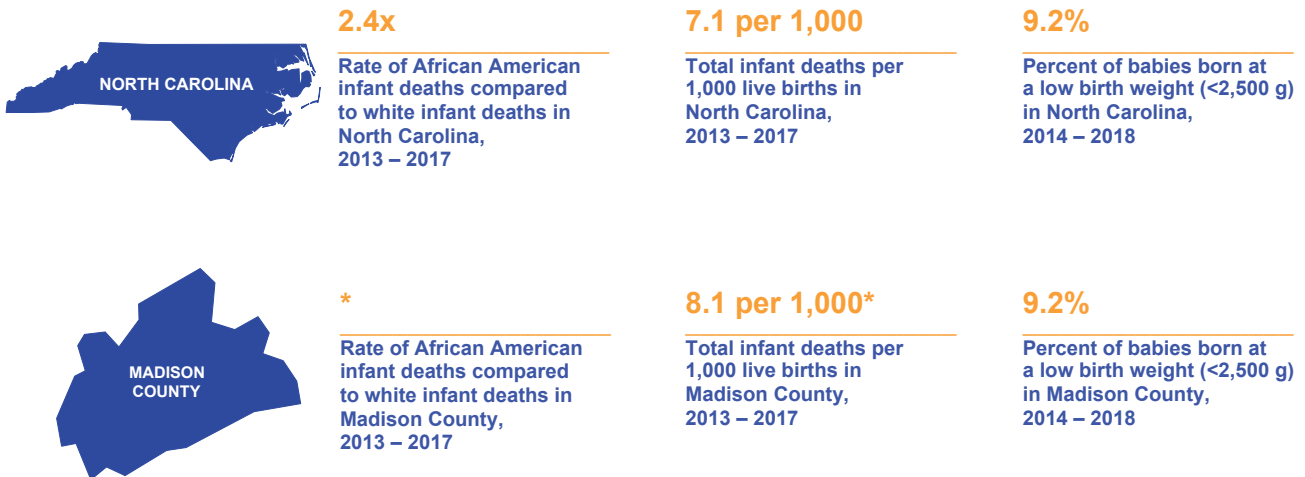 NORTH CAROLINA
2.4x
Rate of African American
infant deaths compared
to white infant deaths in
North Carolina,
2013 – 2017
7.1 per 1,000
Total infant deaths per
1,000 live births in
North Carolina,
2013 – 2017
9.2%
Percent of babies born at
a low birth weight (<2,500 g)
in North Carolina,
2014 – 2018
MADISON
COUNTY
*
Rate of African American
infant deaths compared
to white infant deaths in
Madison County,
2013 – 2017
8.1 per 1,000*
Total infant deaths per
1,000 live births in
Madison County,
2013 – 2017
9.2%
Percent of babies born at
a low birth weight (<2,500 g)
in Madison County,
2014 – 2018